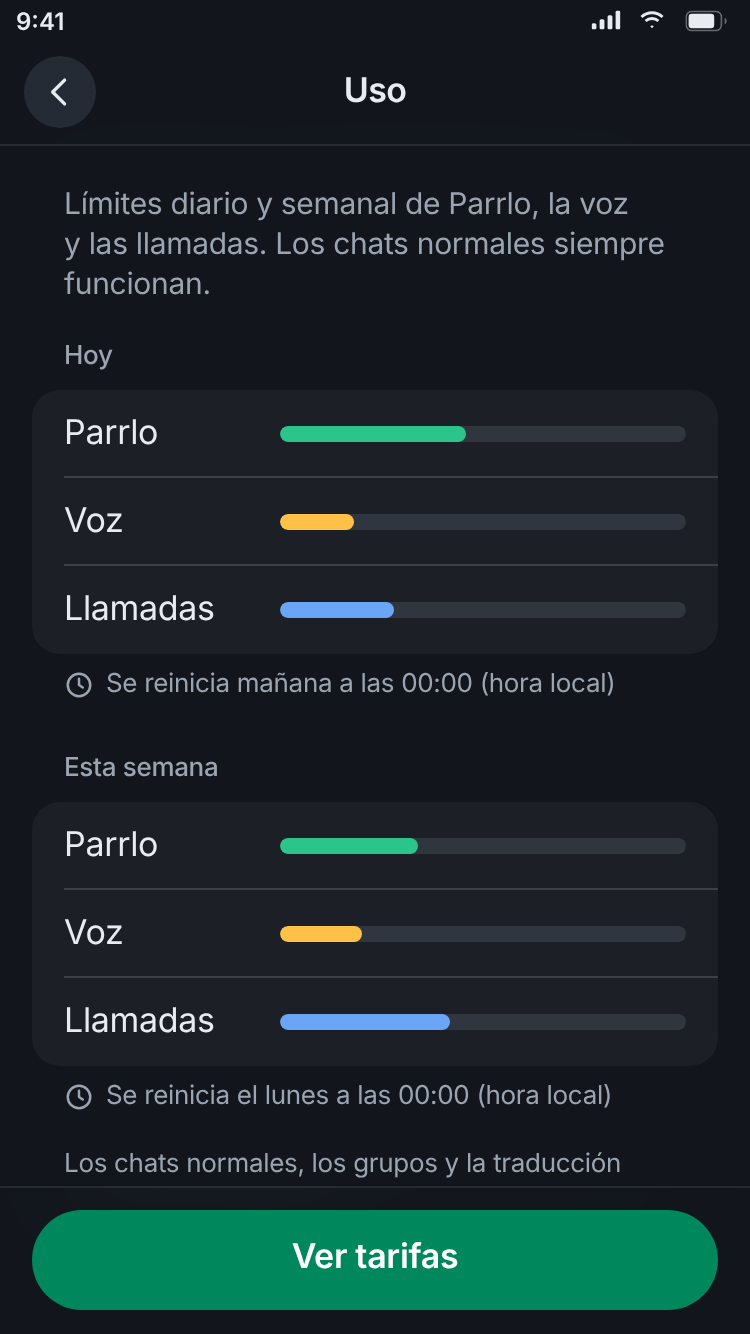 9:41
Uso
Límites diario y semanal de Parrlo, la voz
y las llamadas. Los chats normales siempre
funcionan.
Hoy
Parrlo
Voz
Llamadas
Se reinicia mañana a las 00:00 (hora local)
Esta semana
Parrlo
Voz
Llamadas
Se reinicia el lunes a las 00:00 (hora local)
Los chats normales, los grupos y la traducción
Ver tarifas